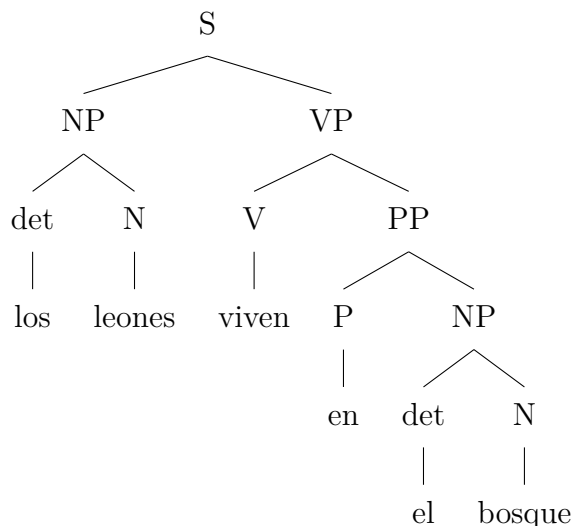 S
NP VP
det N V PP
los leones viven P NP
en det N
el bosque